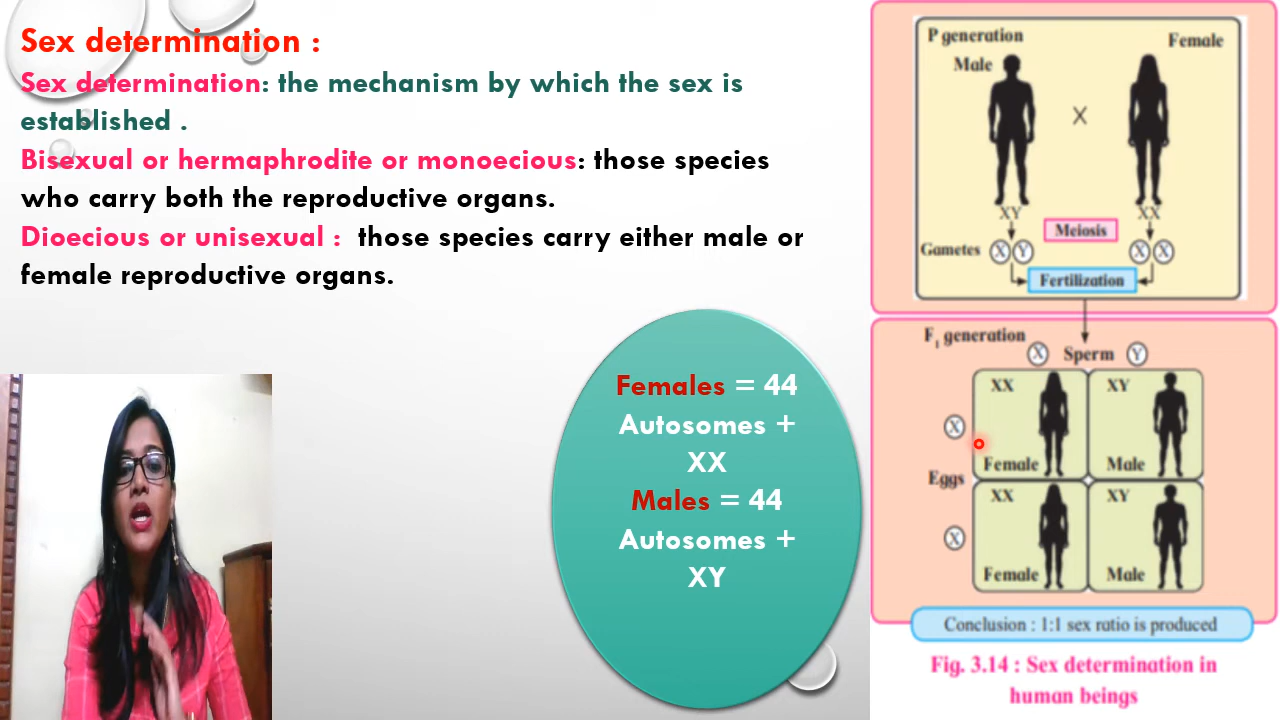 Sex determination :
Sex determination: the mechanism by which the sex is
established .
Bisexual or hermaphrodite or monoecious: those species
who carry both the reproductive organs.
Dioecious or unisexual :  those species carry either male or
female reproductive organs.
Females = 44
Autosomes +
XX
Males = 44
Autosomes +
XY
P generation
Female
Male
X
XY
XX
Meiosis
Gametes X Y X X
Fertilization
F1 generation
X Sperm Y
XX XY
X
Female Male
Eggs
XX XY
X
Female Male
Conclusion : 1:1 sex ratio is produced
Fig. 3.14 : Sex determination in
human beings